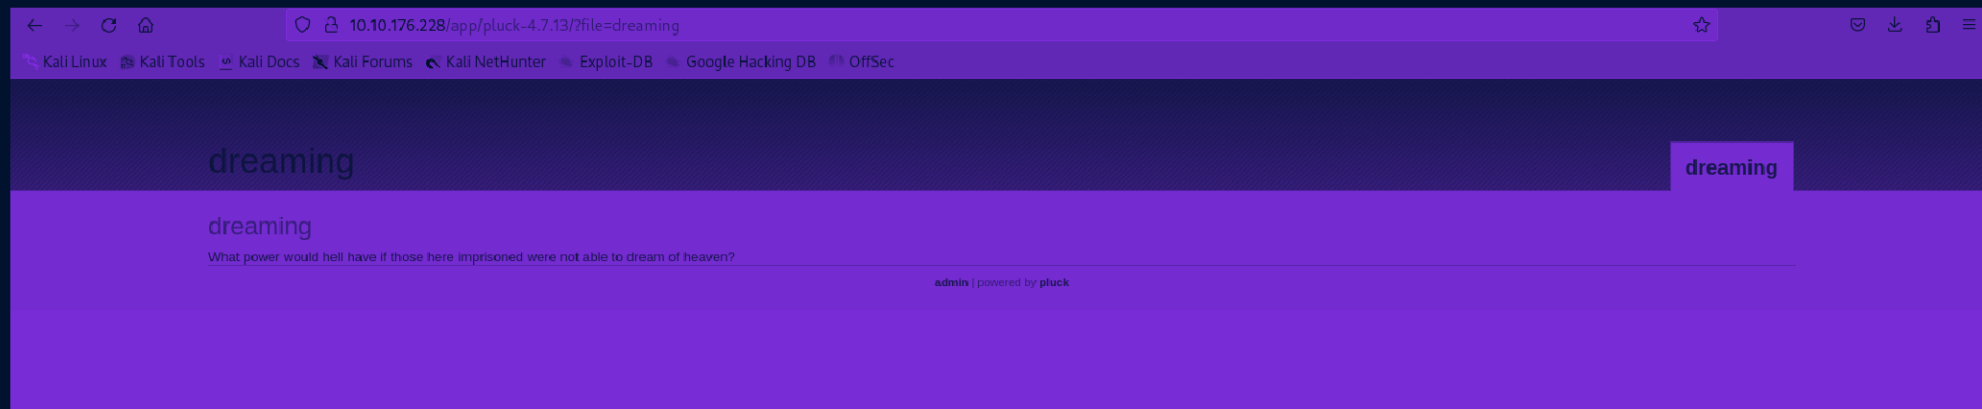 10.10.176.228/app/pluck-4.7.13/?file=dreaming
Kali Linux Kali Tools Kali Docs Kali Forums Kali NetHunter Exploit-DB Google Hacking DB OffSec
dreaming
dreaming
dreaming
What power would hell have if those here imprisoned were not able to dream of heaven?
admin | powered by pluck